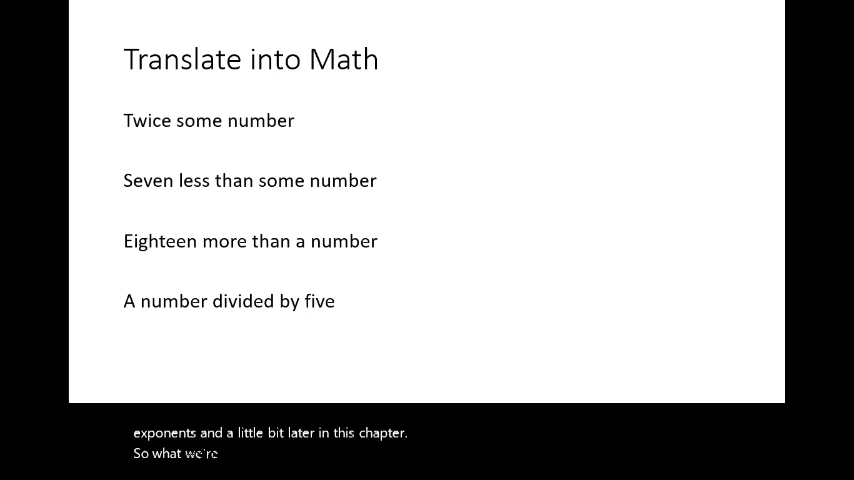 Translate into Math
Twice some number
Seven less than some number
Eighteen more than a number
A number divided by five
exponents and a little bit later in this chapter.
So what we're